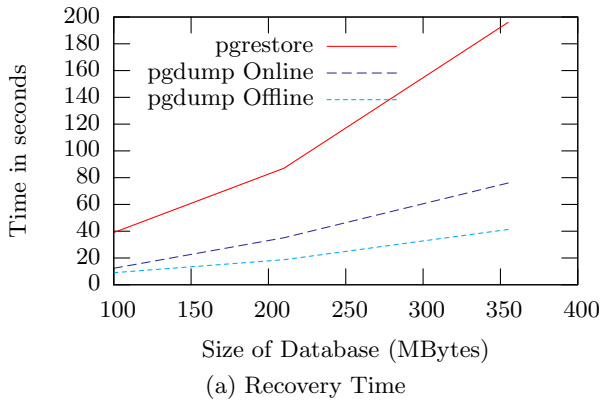 200
180
160
140
120
100
80
60
40
20
0
Time in seconds
pgrestore
pgdump Online
pgdump Offline
100 150 200 250 300 350 400
Size of Database (MBytes)
(a) Recovery Time